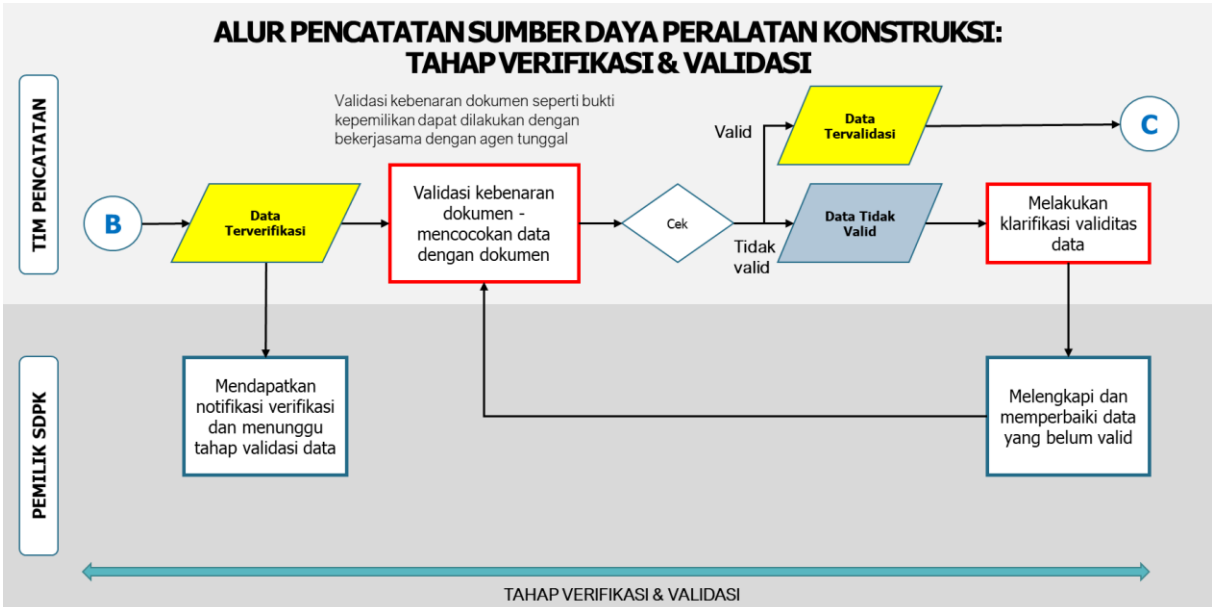 ALUR PENCATATAN SUMBER DAYA PERALATAN KONSTRUKSI:
TAHAP VERIFIKASI & VALIDASI
TIM PENCATATAN
Validasi kebenaran dokumen seperti bukti
kepemilikan dapat dilakukan dengan
bekerjasama dengan agen tunggal
B
Data
Terverifikasi
Validasi kebenaran
dokumen -
mencocokan data
dengan dokumen
Cek
Valid
Data
Tervalidasi
C
Tidak
valid
Data Tidak
Valid
Melakukan
klarifikasi validitas
data
PEMILIK SDPK
Mendapatkan
notifikasi verifikasi
dan menunggu
tahap validasi data
Melengkapi dan
memperbaiki data
yang belum valid
TAHAP VERIFIKASI & VALIDASI